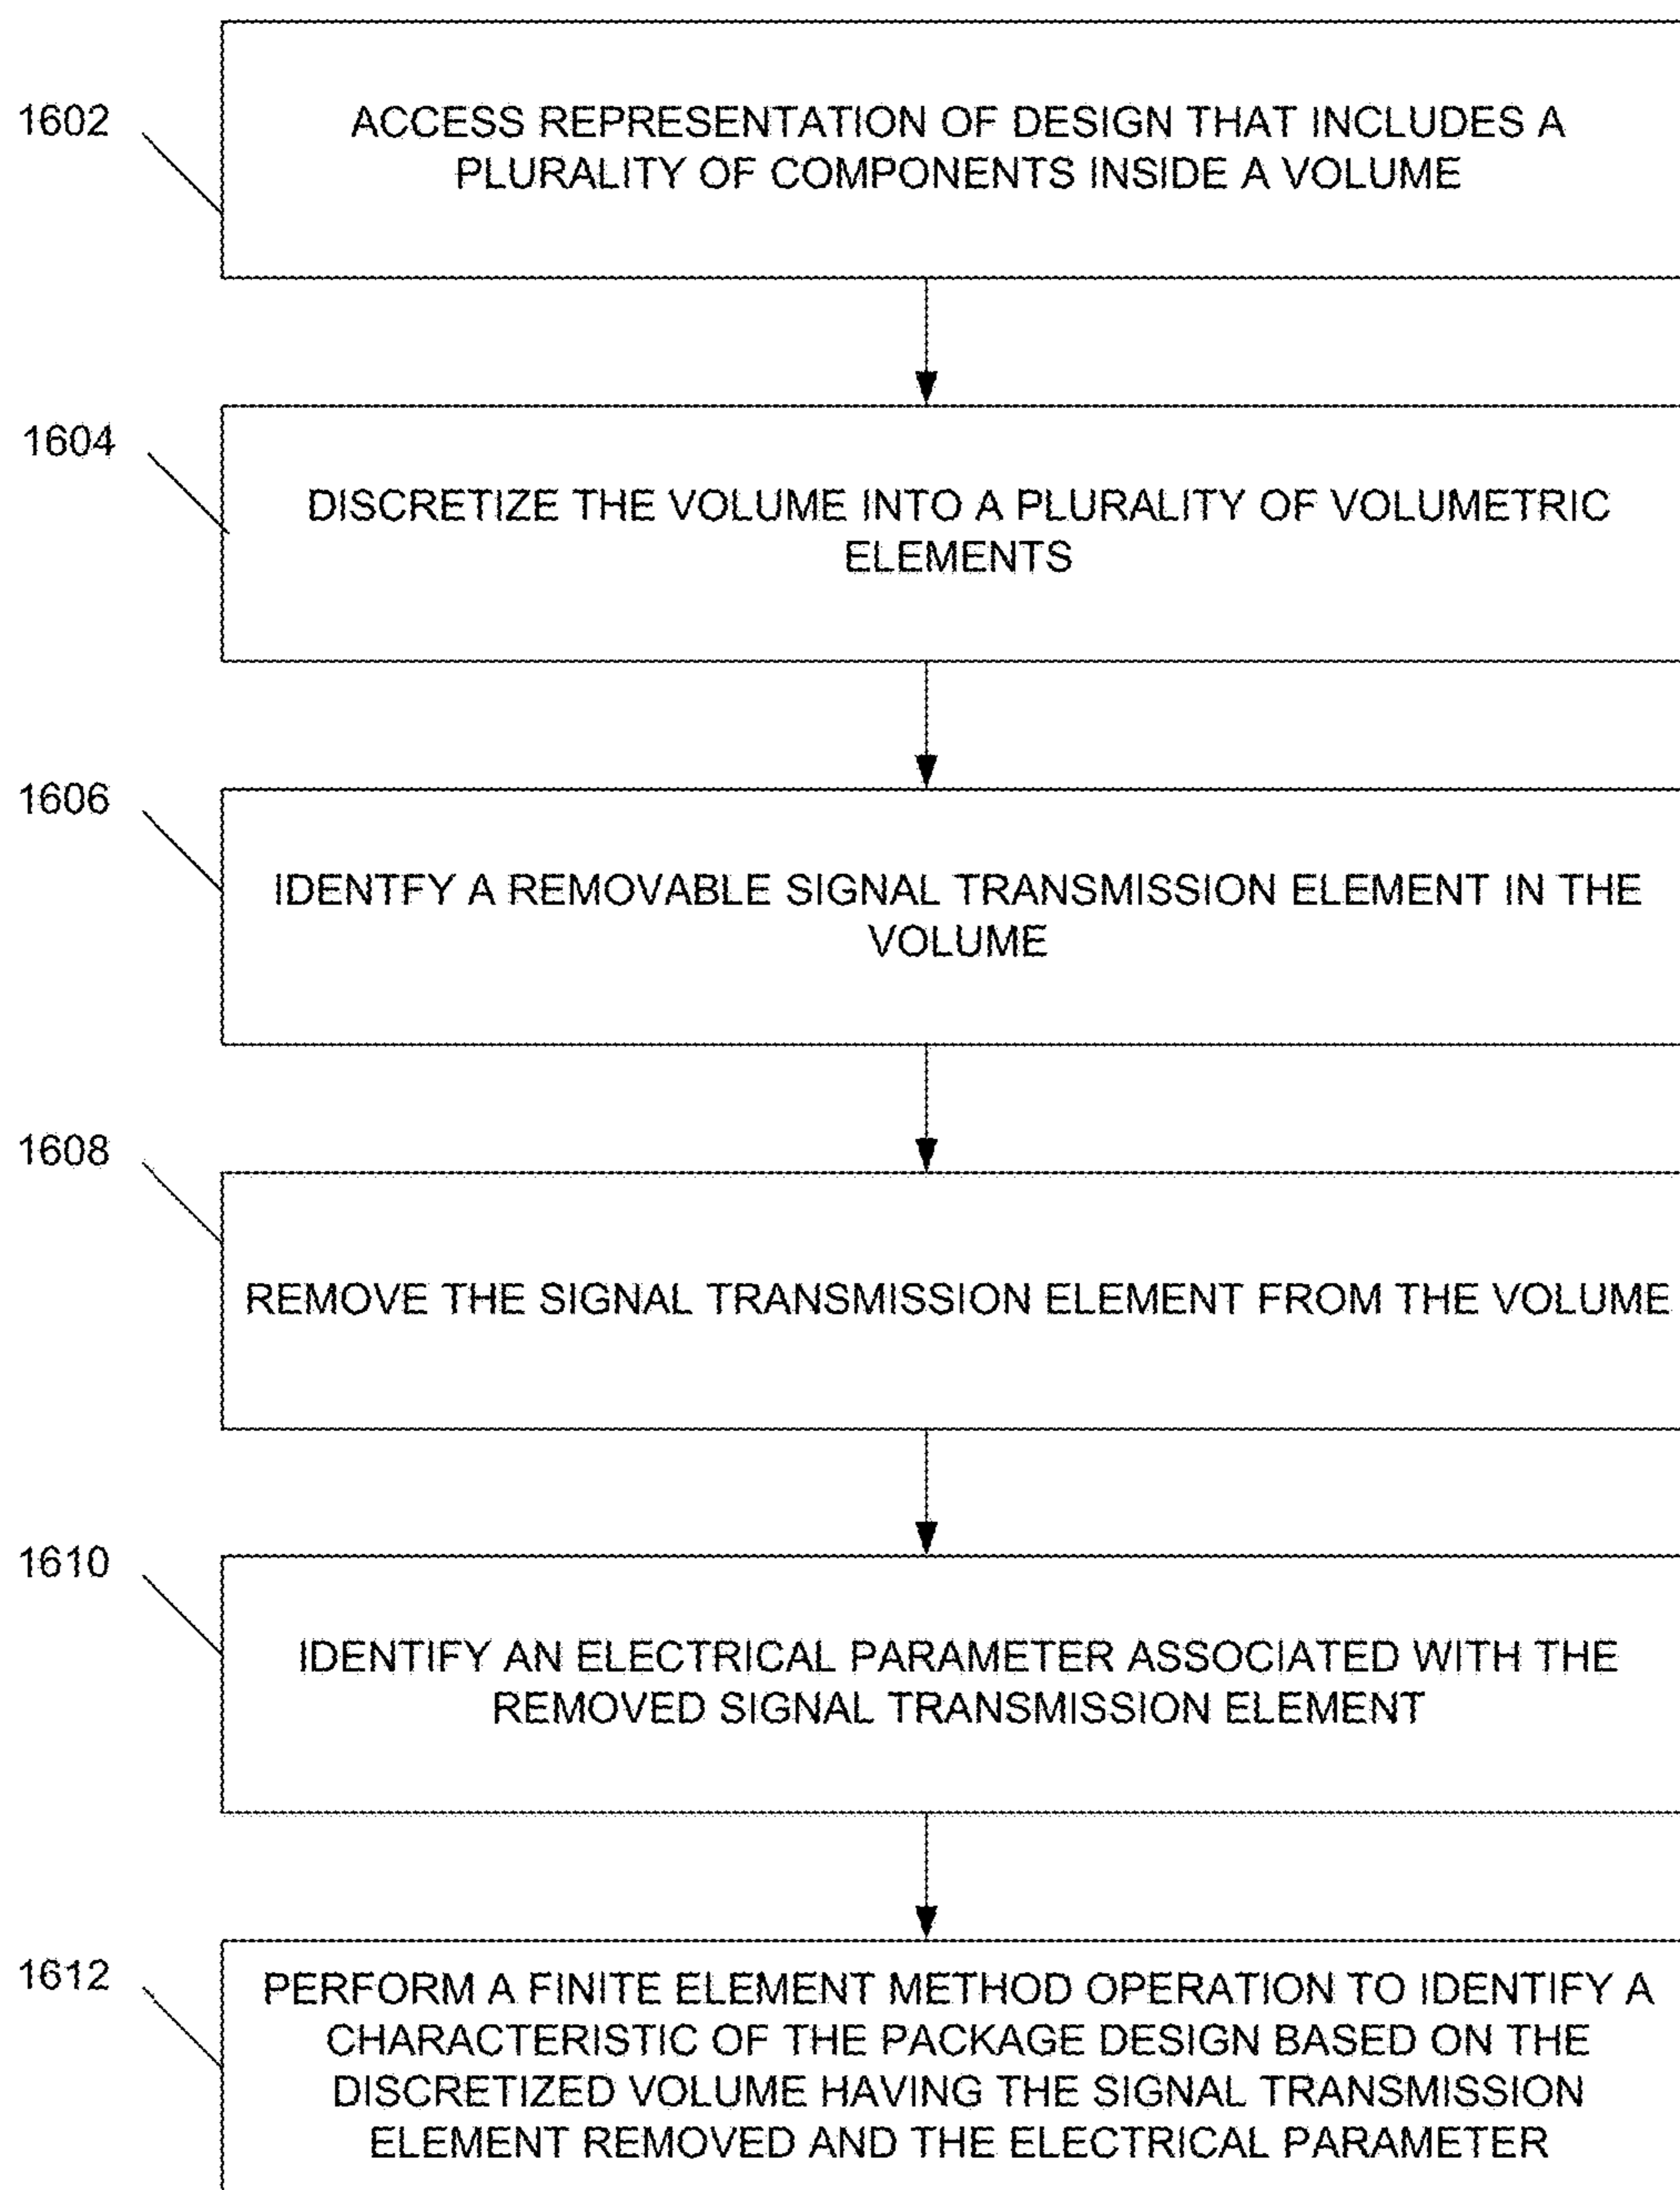 1602
ACCESS REPRESENTATION OF DESIGN THAT INCLUDES A
PLURALITY OF COMPONENTS INSIDE A VOLUME
1604
DISCRETIZE THE VOLUME INTO A PLURALITY OF VOLUMETRIC
ELEMENTS
1606
IDENTFY A REMOVABLE SIGNAL TRANSMISSION ELEMENT IN THE
VOLUME
1608
REMOVE THE SIGNAL TRANSMISSION ELEMENT FROM THE VOLUME
1610
IDENTIFY AN ELECTRICAL PARAMETER ASSOCIATED WITH THE
REMOVED SIGNAL TRANSMISSION ELEMENT
1612
PERFORM A FINITE ELEMENT METHOD OPERATION TO IDENTIFY A
CHARACTERISTIC OF THE PACKAGE DESIGN BASED ON THE
DISCRETIZED VOLUME HAVING THE SIGNAL TRANSMISSION
ELEMENT REMOVED AND THE ELECTRICAL PARAMETER